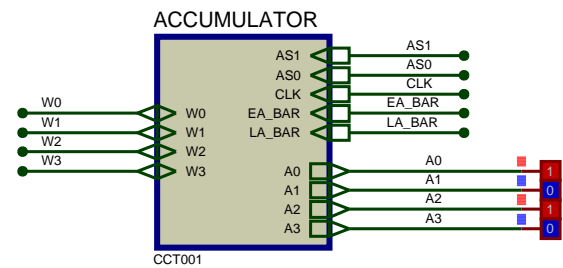 ACCUMULATOR
AS1 AS1
AS0 AS0
CLK CLK
W0 W0 EA_BAR EA_BAR
W1 W1 LA_BAR LA_BAR
W2 W2
W3 W3 A0 A0 1
A1 A1 0
A2 A2 1
A3 A3 0
CCT001